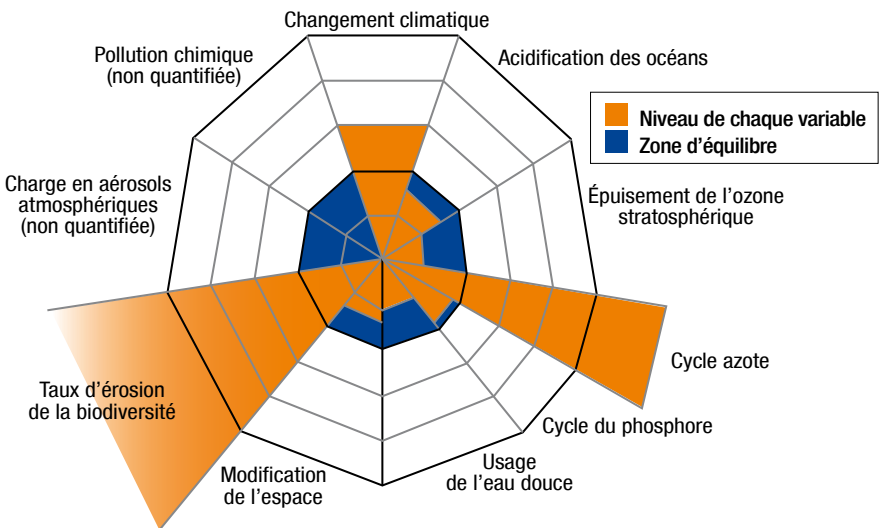 Changement climatique
Pollution chimique
(non quantifiée)
Acidification des océans
Niveau de chaque variable
Zone d'équilibre
Charge en aérosols
atmosphériques
(non quantifiée)
Épuisement de l'ozone
stratosphérique
Cycle azote
Taux d'érosion
de la biodiversité
Cycle du phosphore
Usage
de l'eau douce
Modification
de l'espace